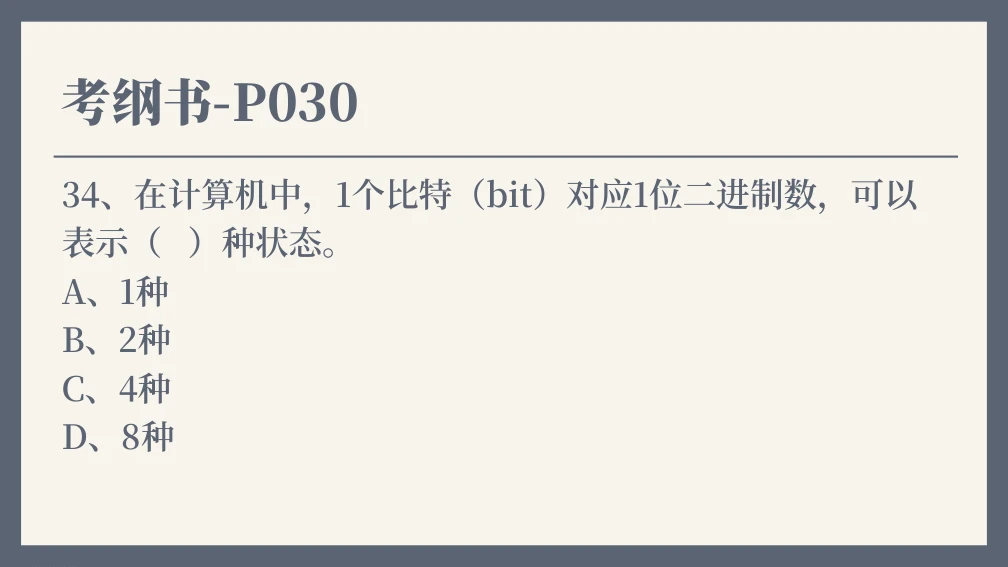 考纲书-P030
34、在计算机中，1个比特（bit）对应1位二进制数，可以
表示（  ）种状态。
A、1种
B、2种
C、4种
D、8种